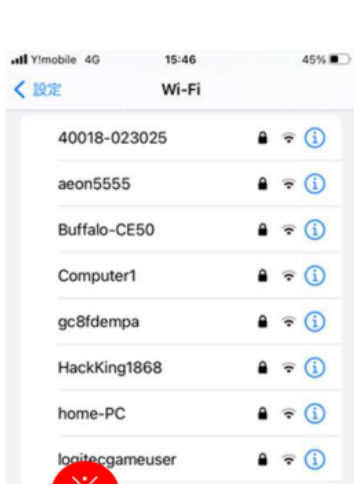 Y!mobile 4G 15:46 45%
設定 Wi-Fi
40018-023025
aeon5555
Buffalo-CE50
Computer1
gc8fdempa
HackKing1868
home-PC
logitecgameuser